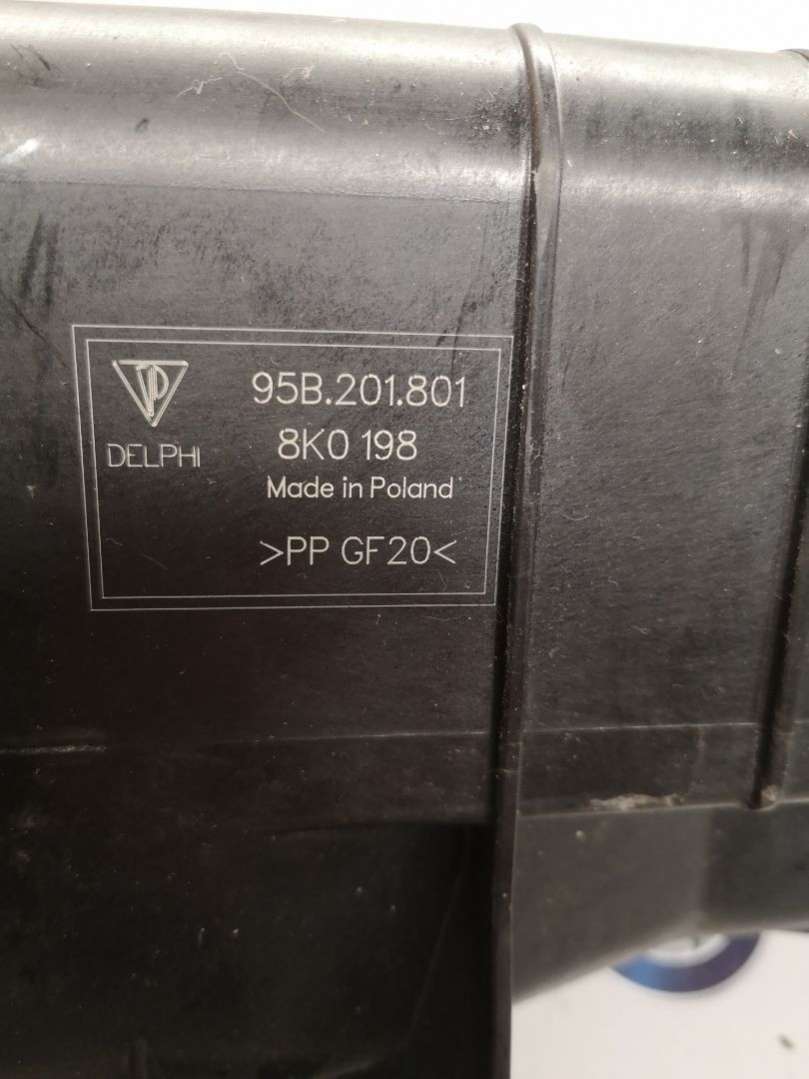 95B.201.801
DELPHI
8K0 198
Made in Poland
>PP GF20<